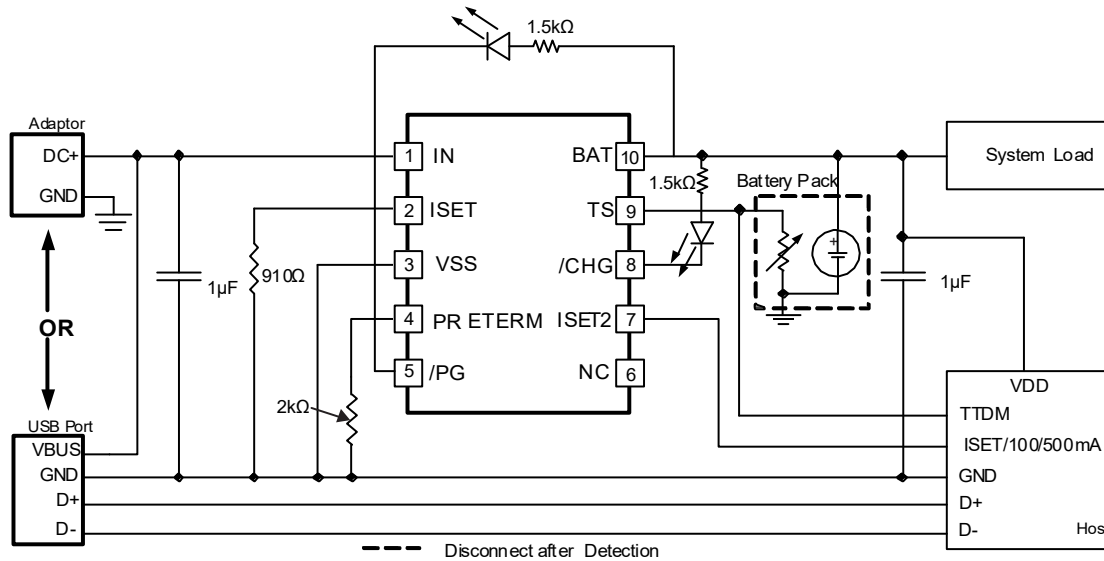 1.5kΩ
Adaptor
DC+
GND
OR
USB Port
VBUS
GND
D+
D-
1µF
910Ω
2kΩ
1 IN
2 ISET
3 VSS
4 PRETERM
5 /PG
BAT 10
TS 9
/CHG 8
ISET2 7
NC 6
1.5kΩ
Battery Pack
+
1µF
System Load
VDD
TTDM
ISET/100/500mA
GND
D+
D-
Hos
Disconnect after Detection